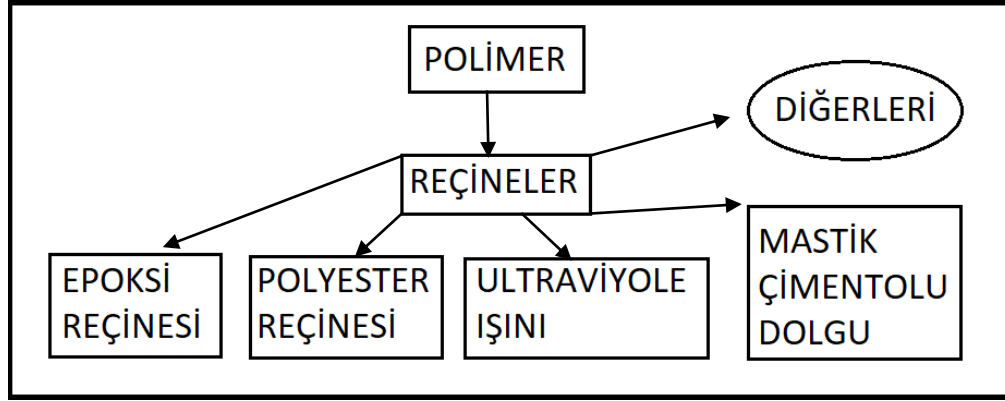 POLİMER
DİĞERLERİ
REÇİNELER
EPOKSİ
REÇİNESİ
POLYESTER
REÇİNESİ
ULTRAVİYOLE
IŞINI
MASTİK
ÇİMENTOLU
DOLGU